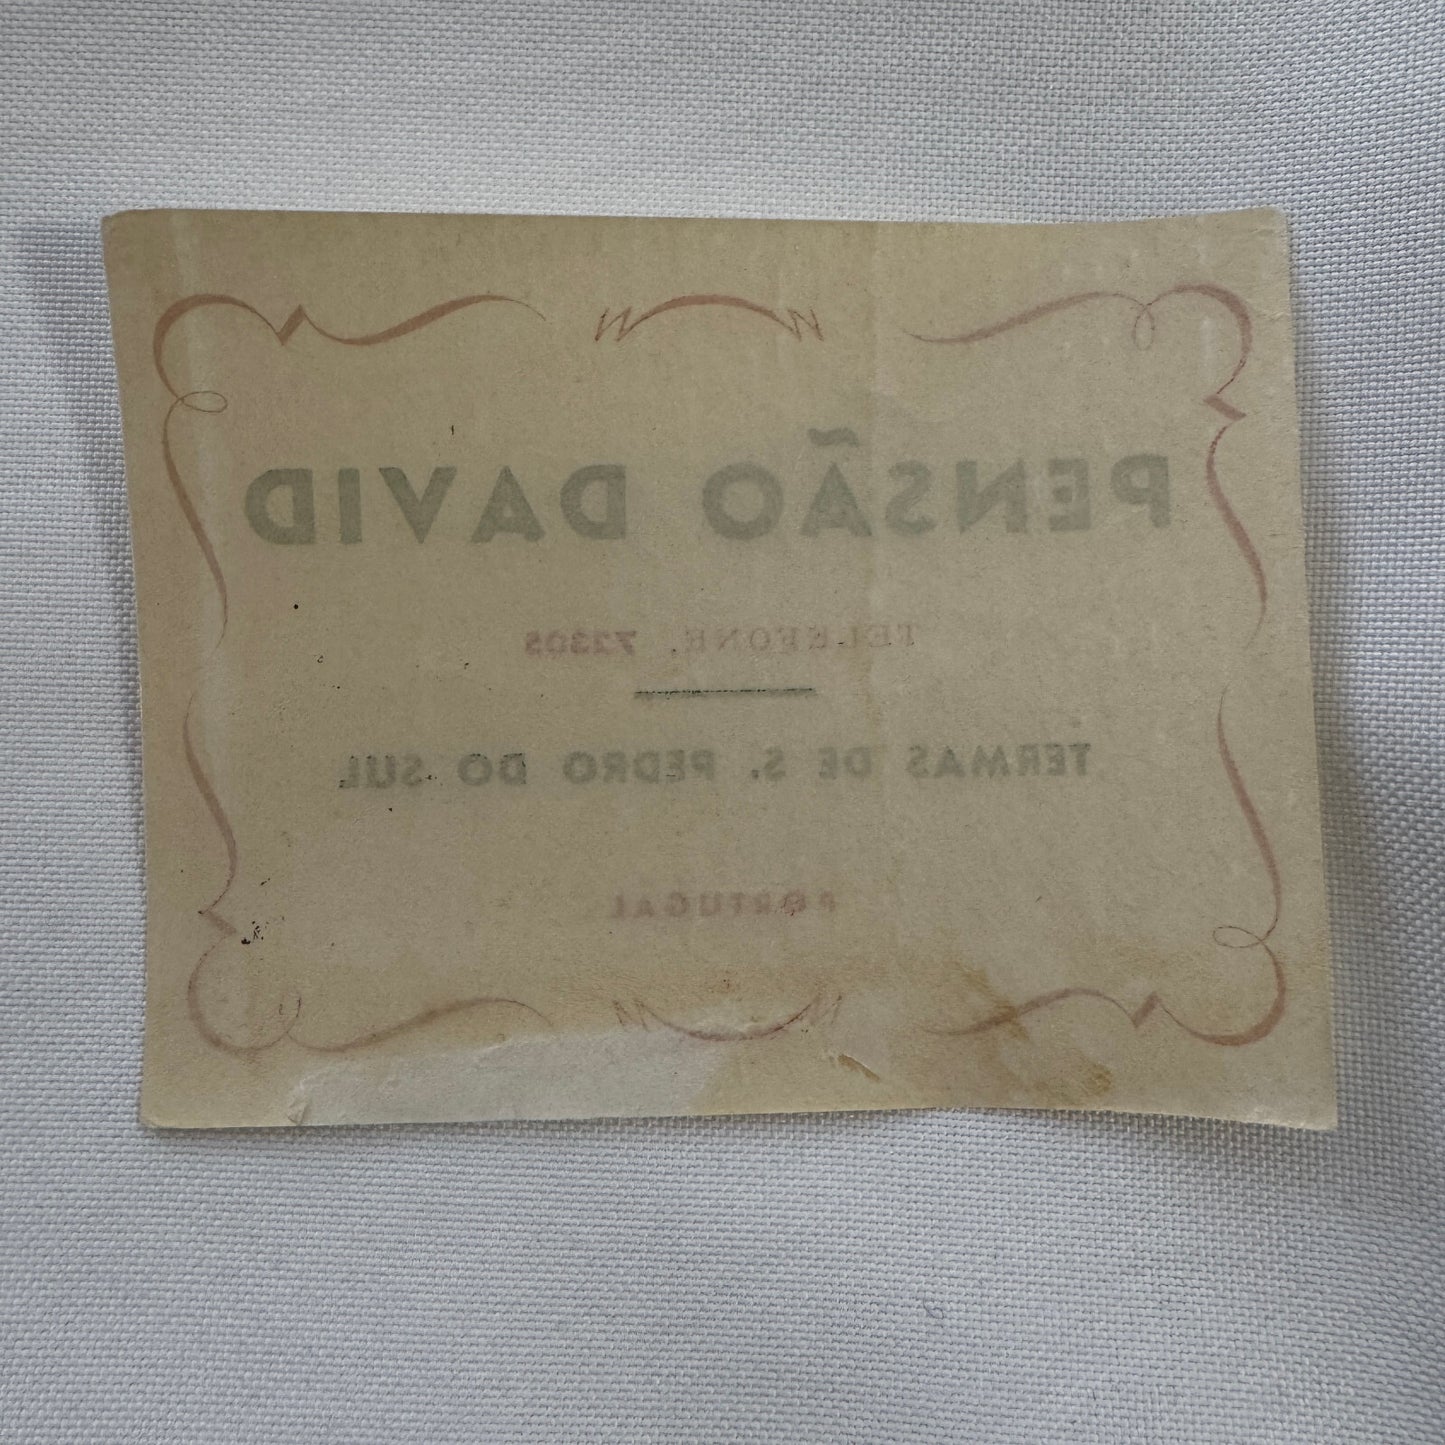 PENSÃO DAVID
TELEFONE, 72305
TERMAS DE S. PEDRO DO SUL
PORTUGAL